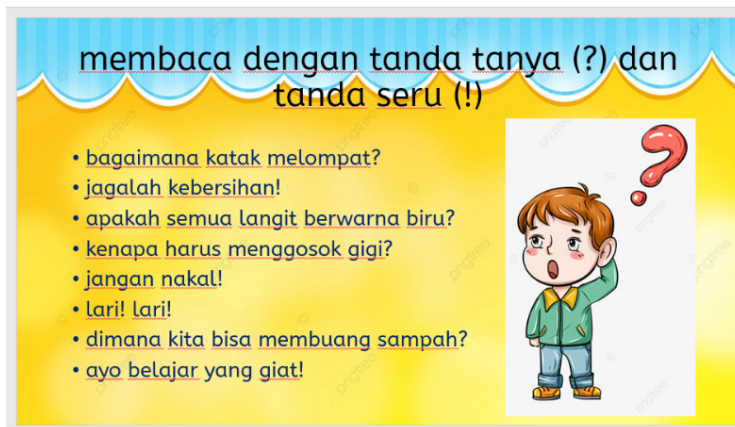 membaca dengan tanda tanya (?) dan
tanda seru (!)
• bagaimana katak melompat?
• jagalah kebersihan!
• apakah semua langit berwarna biru?
• kenapa harus menggosok gigi?
• jangan nakal!
• lari! lari!
• dimana kita bisa membuang sampah?
• ayo belajar yang giat!